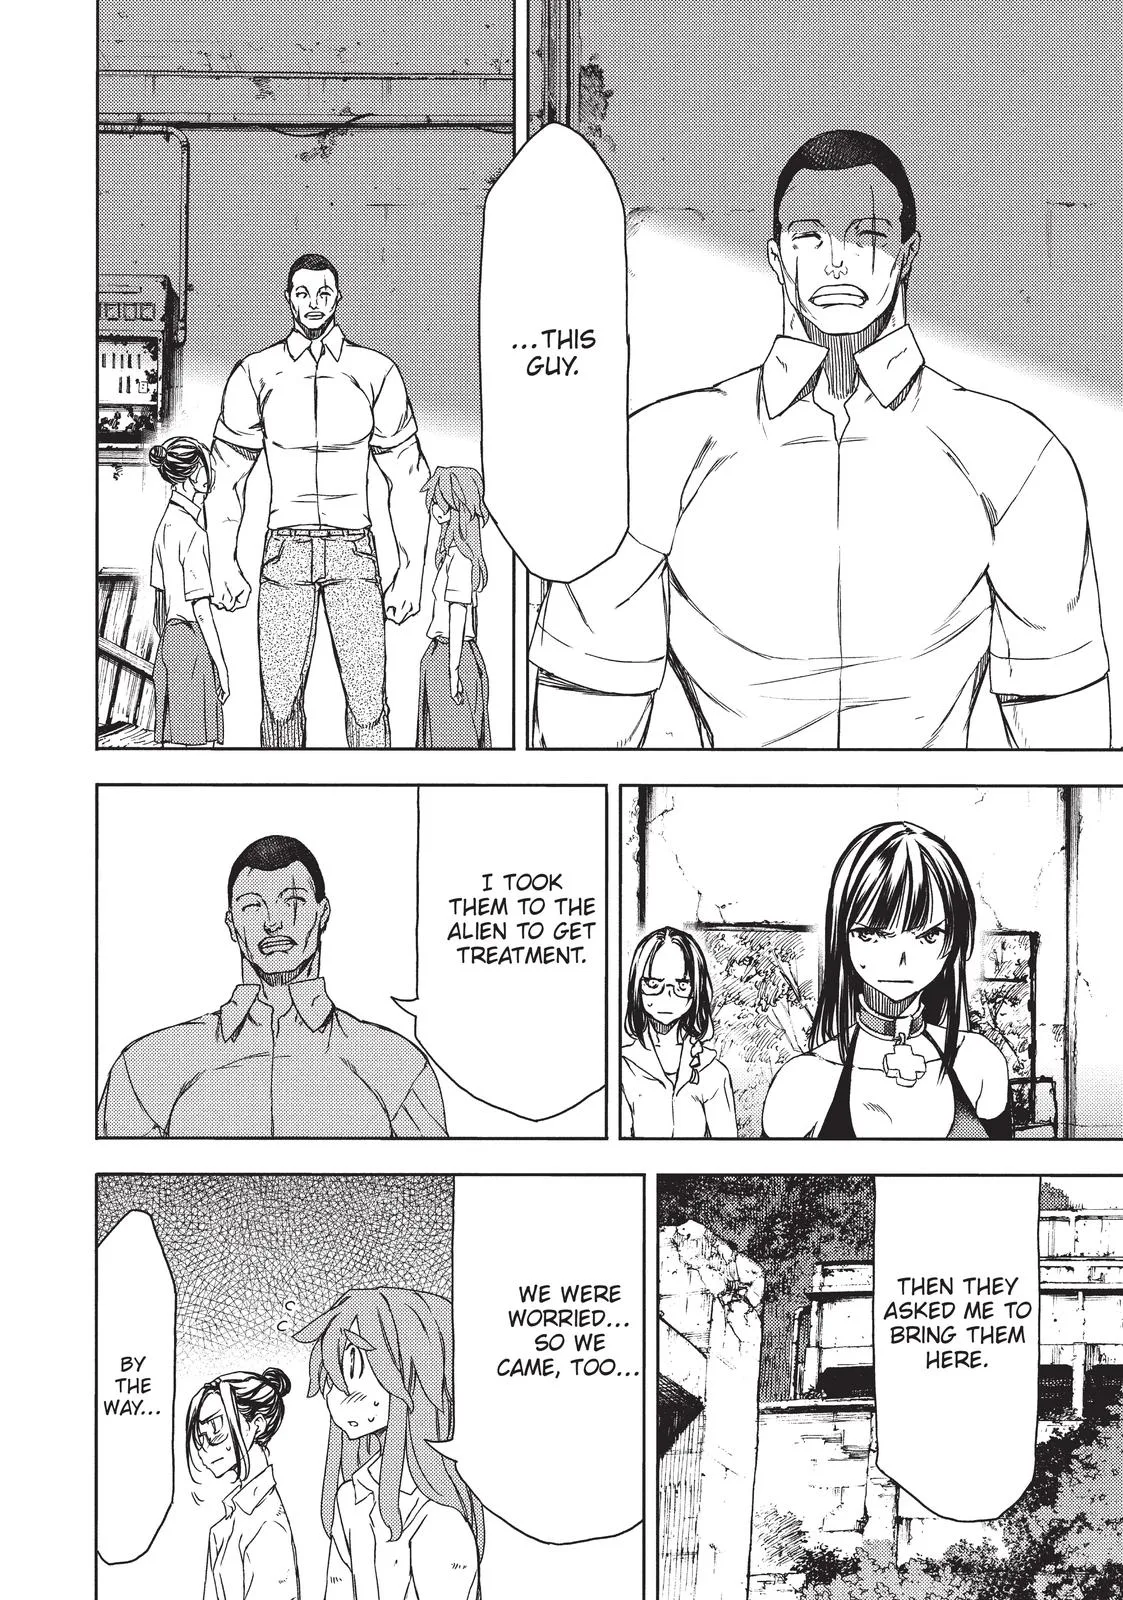 ...THIS
GUY.
I TOOK
THEM TO THE
ALIEN TO GET
TREATMENT.
THEN THEY
ASKED ME TO
BRING THEM
HERE.
WE WERE
WORRIED...
SO WE
CAME, TOO...
BY
THE
WAY...